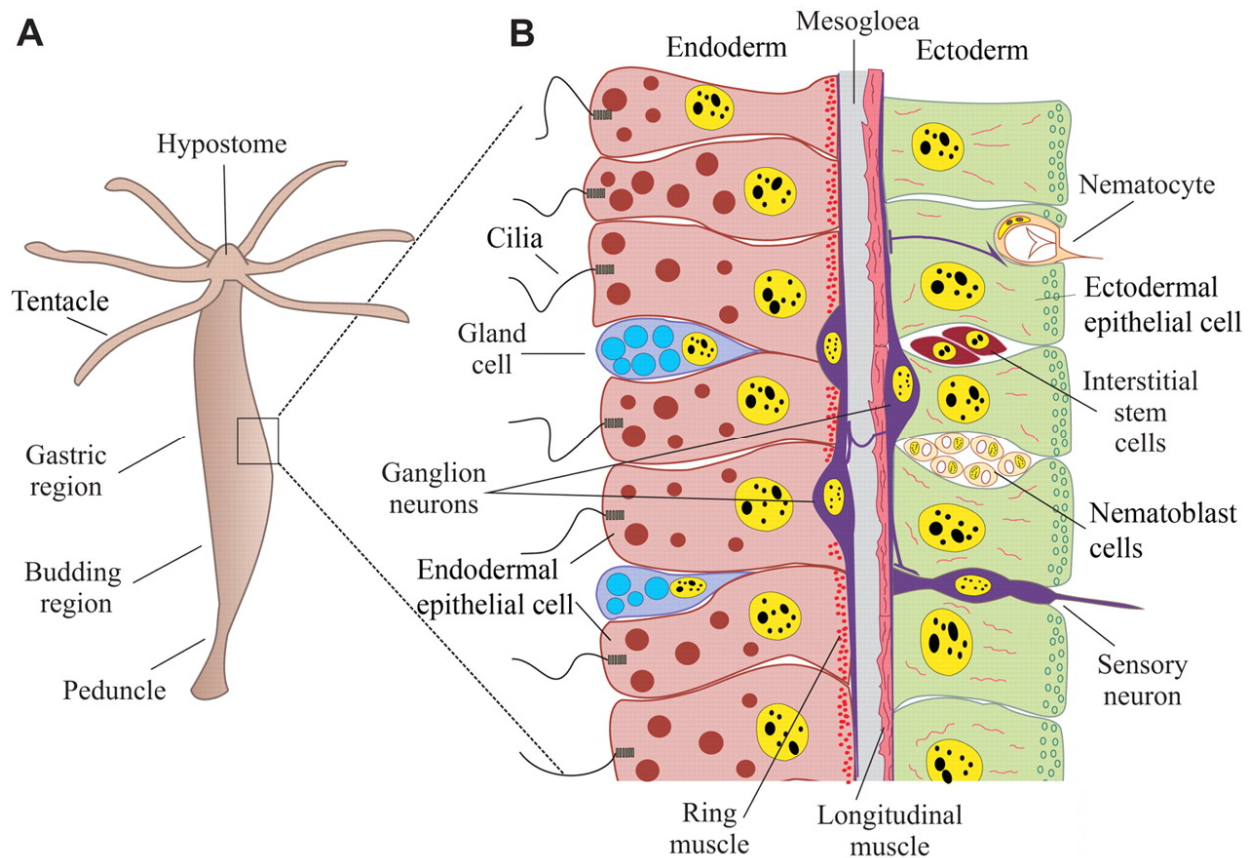 A
B
Mesogloea
Endoderm
Ectoderm
Hypostome
Nematocyte
Cilia
Tentacle
Ectodermal
epithelial cell
Gland
cell
Interstitial
stem
cells
Gastric
region
Ganglion
neurons
Nematoblast
cells
Budding
region
Endodermal
epithelial cell
Peduncle
Sensory
neuron
Ring
muscle
Longitudinal
muscle